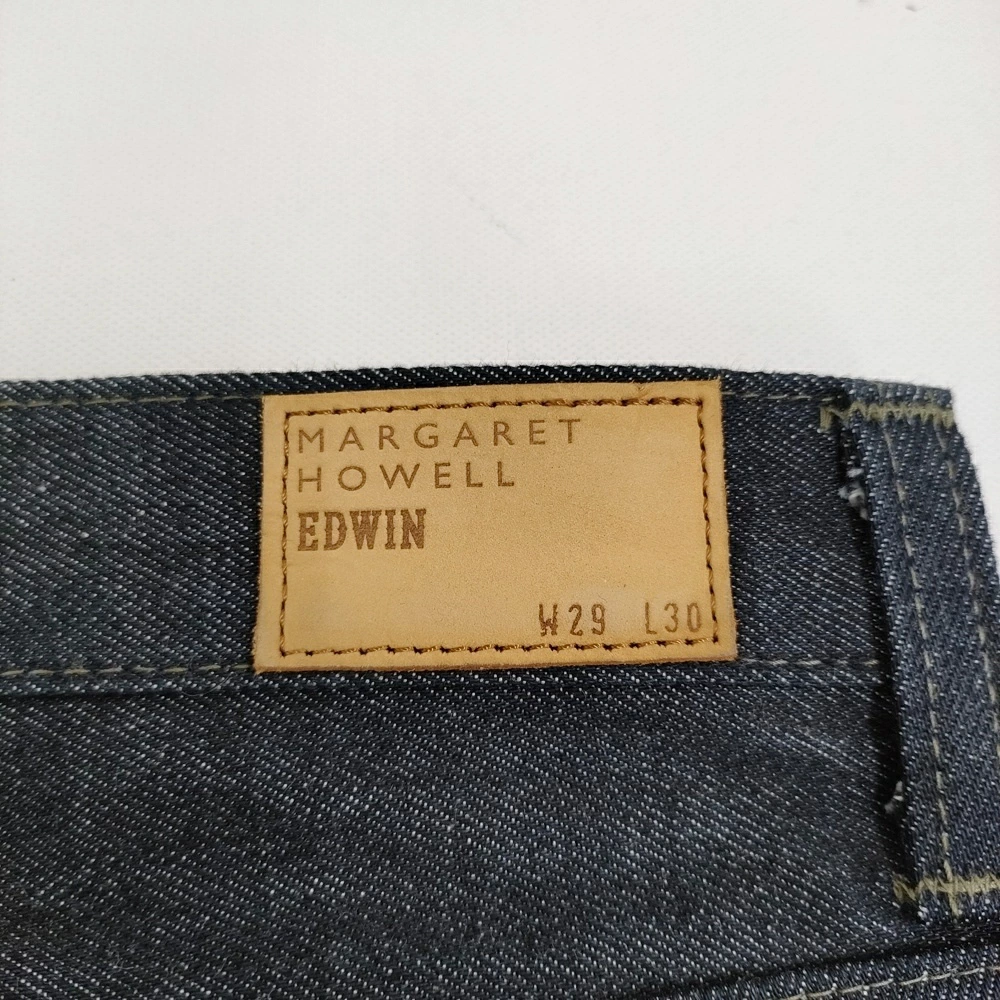 MARGARET
HOWELL
EDWIN
W29 L30